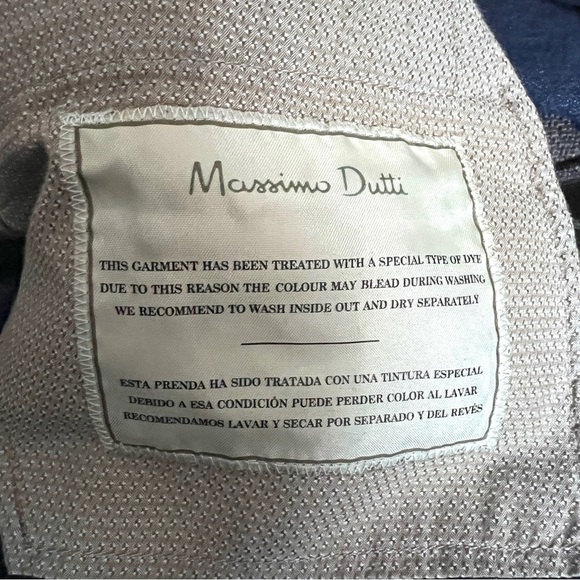 Massimo Dutti
THIS GARMENT HAS BEEN TREATED WITH A SPECIAL TYPE OF DYE
DUE TO THIS REASON THE COLOUR MAY BLEAD DURING WASHING
WE RECOMMEND TO WASH INSIDE OUT AND DRY SEPARATELY
ESTA PRENDA HA SIDO TRATADA CON UNA TINTURA ESPECIAL
DEBIDO A ESA CONDICIÓN PUEDE PERDER COLOR AL LAVAR
RECOMENDAMOS LAVAR Y SECAR POR SEPARADO Y DEL REVÉS